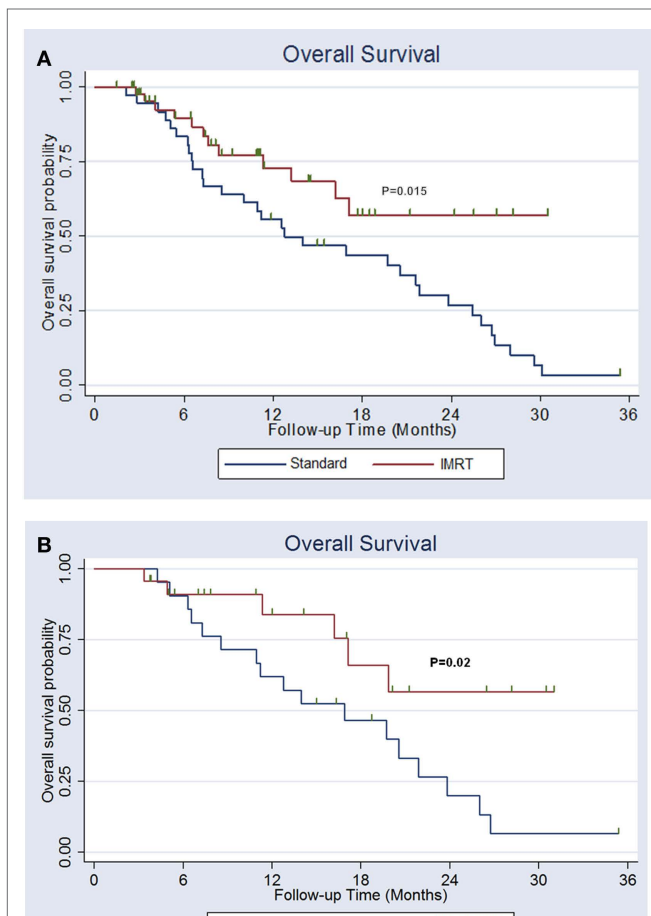 A
Overall Survival
Overall survival probability
1.00
0.75
0.50
0.25
0.00
P=0.015
0 6 12 18 24 30 36
Follow-up Time (Months)
Standard IMRT
B
Overall Survival
Overall survival probability
1.00
0.75
0.50
0.25
0.00
P=0.02
0 6 12 18 24 30 36
Follow-up Time (Months)